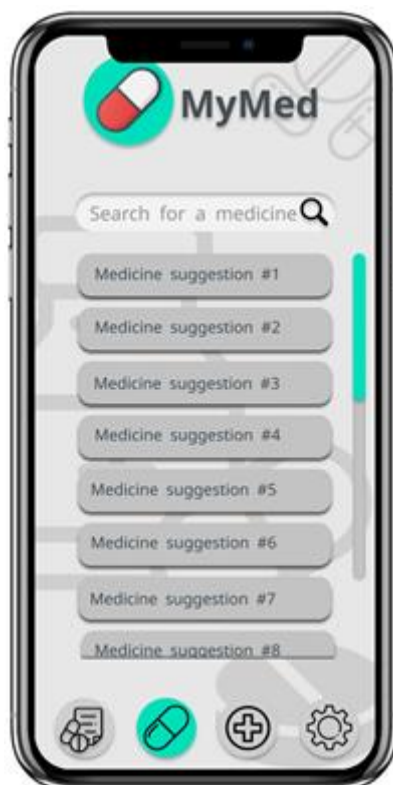 MyMed
Search for a medicine
Medicine suggestion #1
Medicine suggestion #2
Medicine suggestion #3
Medicine suggestion #4
Medicine suggestion #5
Medicine suggestion #6
Medicine suggestion #7
Medicine suggestion #8